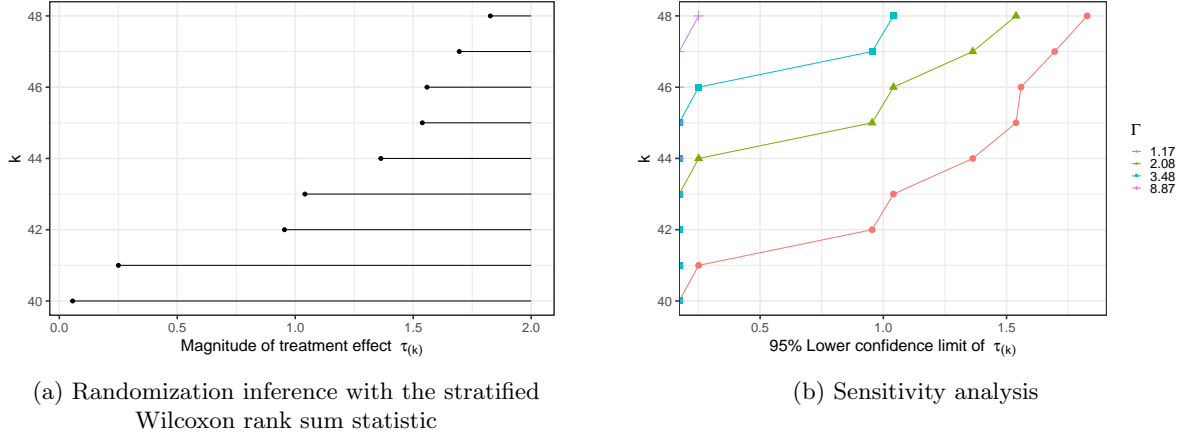 48
46
44
42
40
k
0.0
0.5
1.0
1.5
2.0
Magnitude of treatment effect τ(k)
(a) Randomization inference with the stratified
Wilcoxon rank sum statistic
48
46
44
42
40
k
0.5
1.0
1.5
95% Lower confidence limit of τ(k)
Γ
1.17
2.08
3.48
8.87
(b) Sensitivity analysis